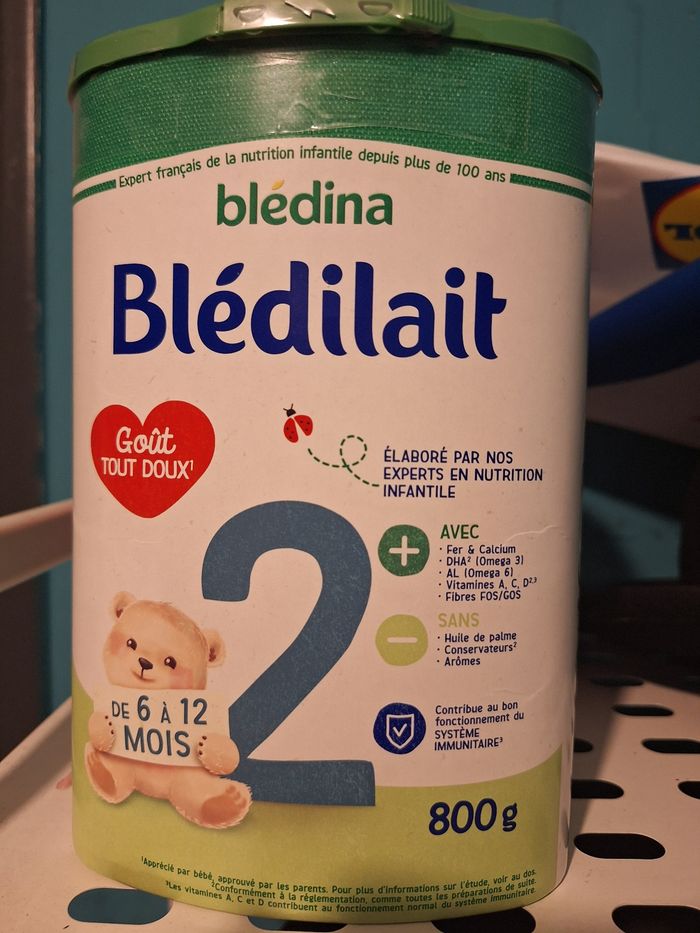 Expert français de la nutrition infantile depuis plus de 100 ans
blédina
Blédilait
Goût
TOUT DOUX¹
ÉLABORÉ PAR NOS
EXPERTS EN NUTRITION
INFANTILE
2
AVEC
· Fer & Calcium
· DHA² (Omega 3)
· AL (Omega 6)
· Vitamines A, C, D²,³
· Fibres FOS/GOS
SANS
· Huile de palme
· Conservateurs²
· Arômes
DE 6 À 12
MOIS
Contribue au bon
fonctionnement du
SYSTÈME
IMMUNITAIRE³
800g
¹Apprécié par bébé, approuvé par les parents. Pour plus d'informations sur l'étude, voir au dos.
²Conformément à la réglementation, comme toutes les préparations de suite.
³Les vitamines A, C et D contribuent au fonctionnement normal du système immunitaire.